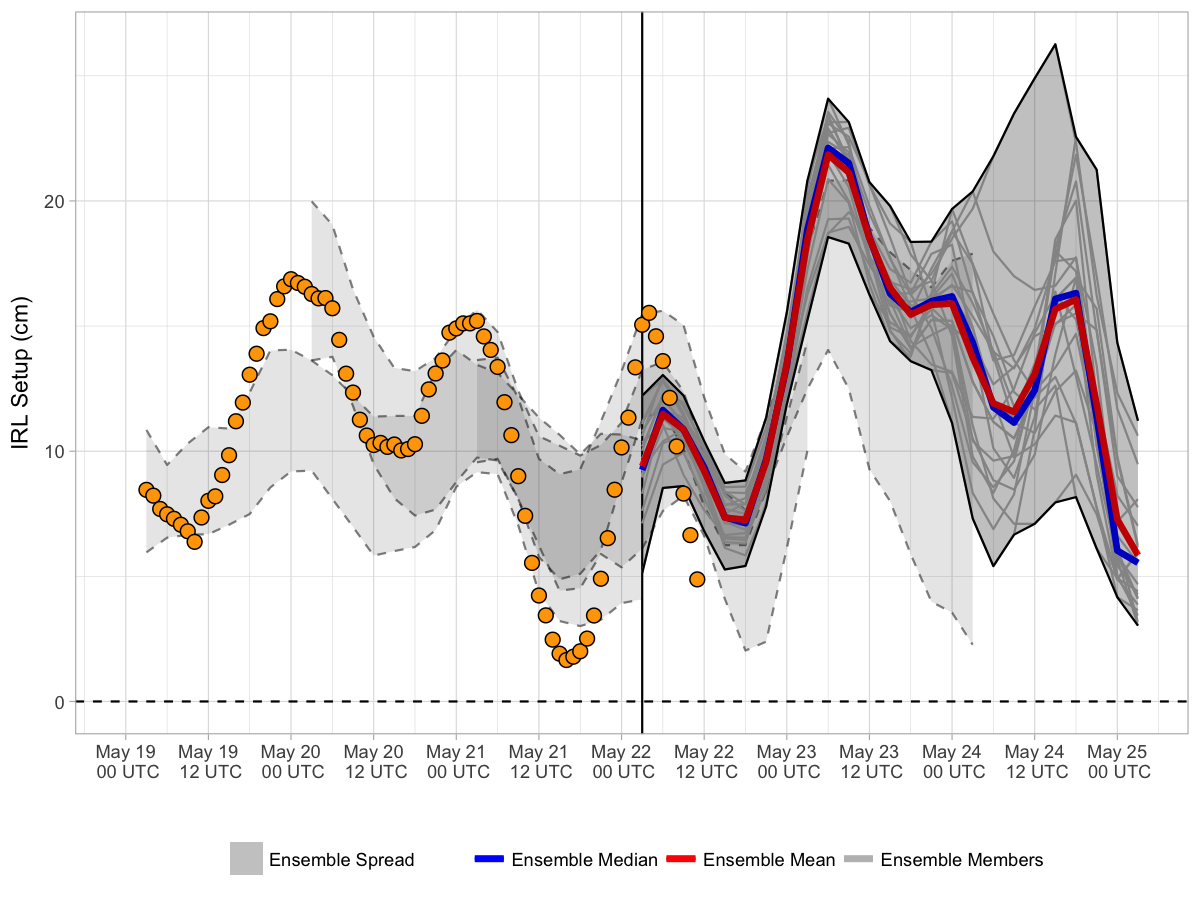 IRL Setup (cm)
20
10
0
May 19 May 19 May 20 May 20 May 21 May 21 May 22 May 22 May 23 May 23 May 24 May 24 May 25
00 UTC 12 UTC 00 UTC 12 UTC 00 UTC 12 UTC 00 UTC 12 UTC 00 UTC 12 UTC 00 UTC 12 UTC 00 UTC
Ensemble Spread Ensemble Median Ensemble Mean Ensemble Members